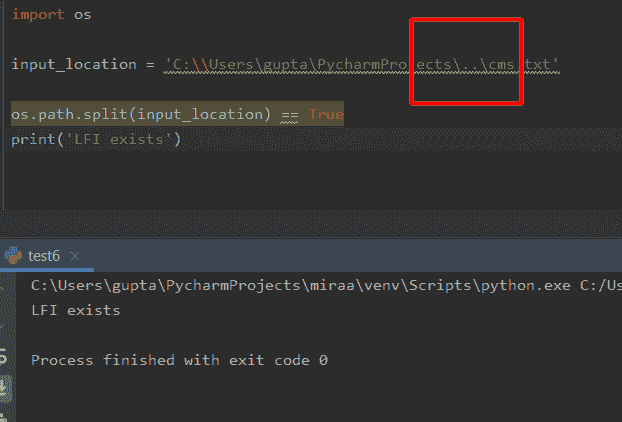 import os
input_location = 'C:\\Users\gupta\PycharmProjects\..\cms.txt'
os.path.split(input_location) == True
print('LFI exists')
test6
C:\Users\gupta\PycharmProjects\miraa\venv\Scripts\python.exe C:/Us
LFI exists
Process finished with exit code 0